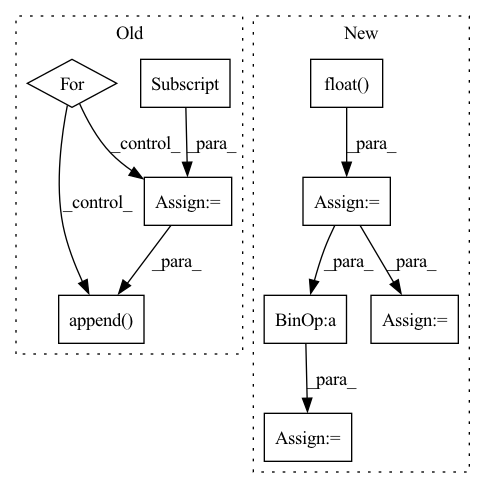 Old
New
For
Subscript
float()
_control_
_para_
_para_
_control_
Assign:=
Assign:=
_para_
_para_
_para_
append()
BinOp:a
Assign:=
_para_
Assign:=